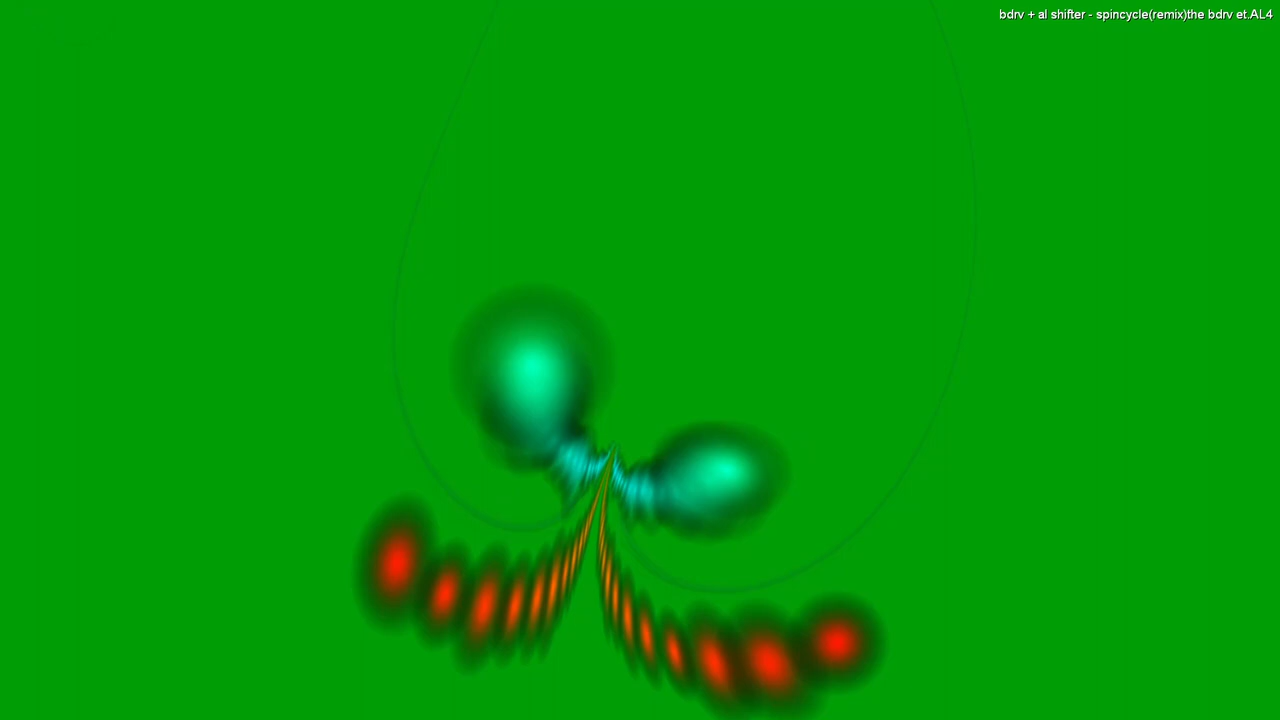 bdrv + al shifter - spincycle(remix)the bdrv et.AL4